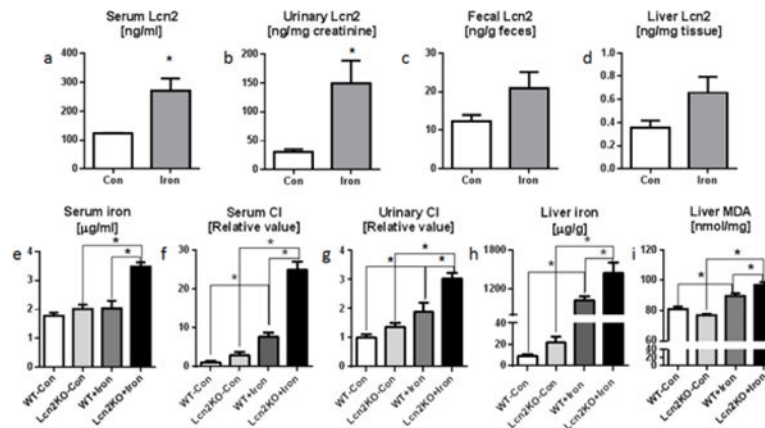 Serum Lcn2
[ng/ml]
Urinary Lcn2
[ng/mg creatinine]
Fecal Lcn2
[ng/g feces]
Liver Lcn2
[ng/mg tissue]
a
400
300
200
100
0
*
Con
Iron
b
200
150
100
50
0
*
Con
Iron
c
30
20
10
0
Con
Iron
d
1.0
0.8
0.6
0.4
0.2
0.0
Con
Iron
Serum iron
[µg/ml]
Serum CI
[Relative value]
Urinary CI
[Relative value]
Liver iron
[µg/g]
Liver MDA
[nmol/mg]
e
4
3
2
1
0
*
*
WT-Con
Lcn2KO-Con
WT+Iron
Lcn2KO+Iron
f
30
20
10
0
*
*
*
WT-Con
Lcn2KO-Con
WT+Iron
Lcn2KO+Iron
g
4
3
2
1
0
*
*
*
WT-Con
Lcn2KO-Con
WT+Iron
Lcn2KO+Iron
h
1800
1200
40
20
0
*
*
*
WT-Con
Lcn2KO-Con
WT+Iron
Lcn2KO+Iron
i
100
80
60
40
20
0
*
*
*
WT-Con
Lcn2KO-Con
WT+Iron
Lcn2KO+Iron